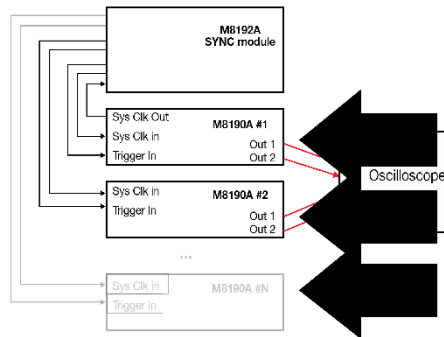 M8192A
SYNC module
Sys Clk Out
M8190A #1
Sys Clk in
Out 1
Trigger In
Out 2
Oscilloscope
Sys Clk in
M8190A #2
Trigger In
Out 1
Out 2
...
Sys Clk in
M8190A #N
Trigger In